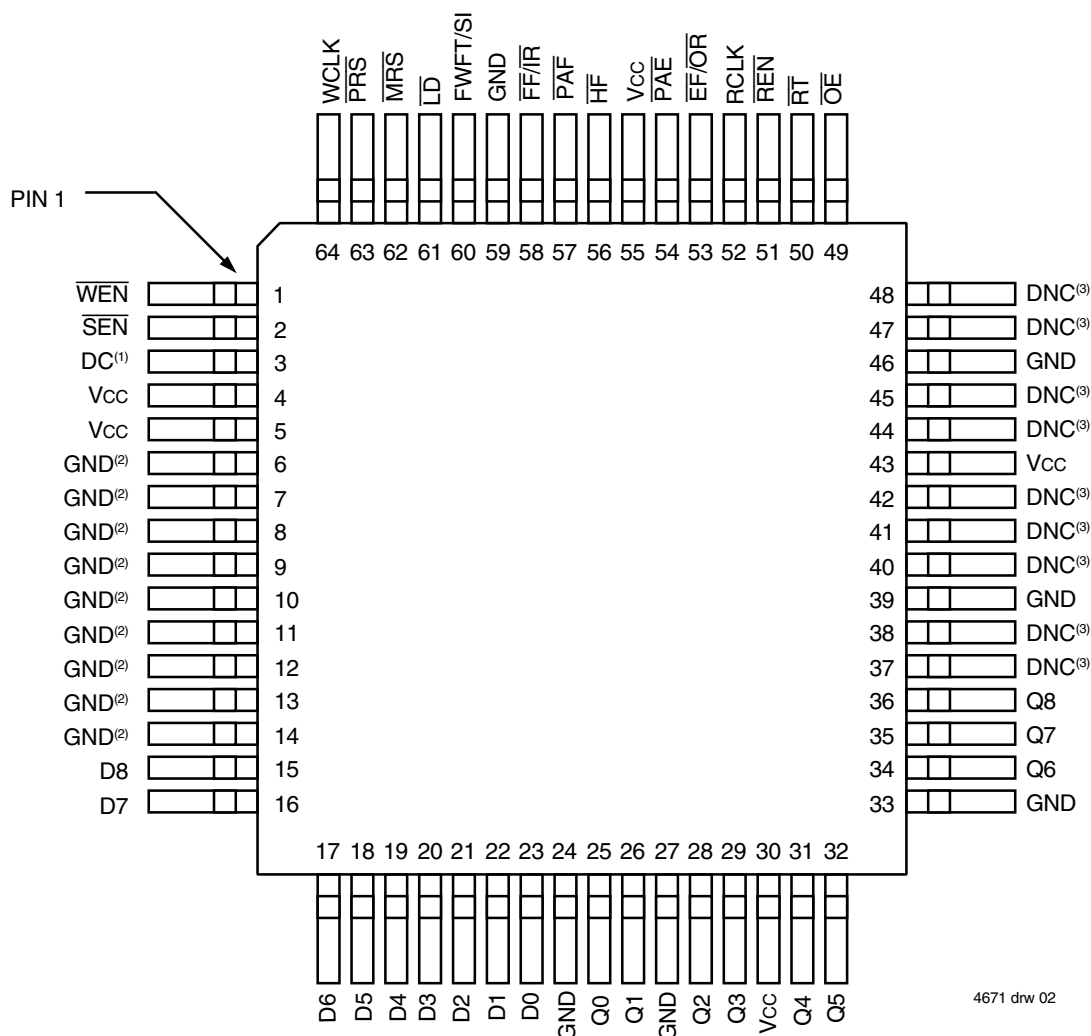 WCLK
PRS
MRS
LD
FWFT/SI
GND
FF/IR
PAF
HF
VCC
PAE
EF/OR
RCLK
REN
RT
OE
PIN 1
64 63 62 61 60 59 58 57 56 55 54 53 52 51 50 49
WEN 1
SEN 2
DC(1) 3
VCC 4
VCC 5
GND(2) 6
GND(2) 7
GND(2) 8
GND(2) 9
GND(2) 10
GND(2) 11
GND(2) 12
GND(2) 13
GND(2) 14
D8 15
D7 16
48 DNC(3)
47 DNC(3)
46 GND
45 DNC(3)
44 DNC(3)
43 VCC
42 DNC(3)
41 DNC(3)
40 DNC(3)
39 GND
38 DNC(3)
37 DNC(3)
36 Q8
35 Q7
34 Q6
33 GND
17 18 19 20 21 22 23 24 25 26 27 28 29 30 31 32
D6
D5
D4
D3
D2
D1
D0
GND
Q0
Q1
GND
Q2
Q3
VCC
Q4
Q5
4671 drw 02